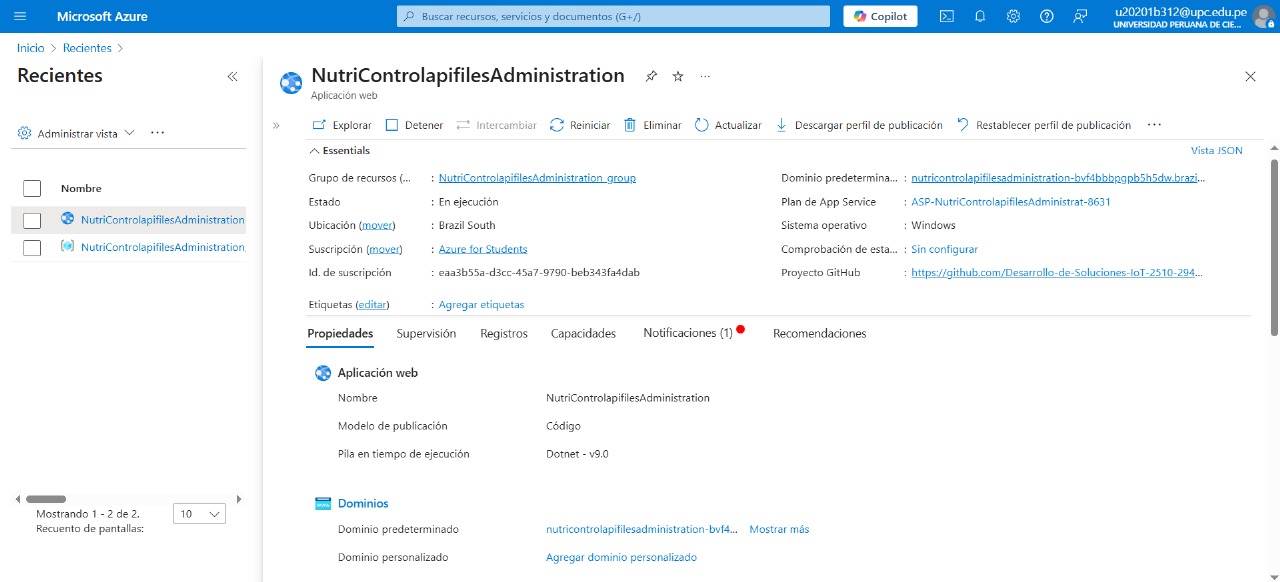 Microsoft Azure
Buscar recursos, servicios y documentos (G+/)
Copilot
u20201b312@upc.edu.pe
UNIVERSIDAD PERUANA DE CIE...
Inicio > Recientes >
Recientes
Administrar vista
Nombre
NutriControlapifilesAdministration
NutriControlapifilesAdministration
Mostrando 1 - 2 de 2.
Recuento de pantallas:
10
NutriControlapifilesAdministration
Aplicación web
Explorar Detener Intercambiar Reiniciar Eliminar Actualizar Descargar perfil de publicación Restablecer perfil de publicación
Essentials
Vista JSON
Grupo de recursos (... : NutriControlapifilesAdministration_group
Estado : En ejecución
Ubicación (mover) : Brazil South
Suscripción (mover) : Azure for Students
Id. de suscripción : eaa3b55a-d3cc-45a7-9790-beb343fa4dab
Dominio predetermina... : nutricontrolapifilesadministration-bvf4bbbpgpb5h5dw.brazi...
Plan de App Service : ASP-NutriControlapifilesAdministrat-8631
Sistema operativo : Windows
Comprobación de esta... : Sin configurar
Proyecto GitHub : https://github.com/Desarrollo-de-Soluciones-IoT-2510-294...
Etiquetas (editar) : Agregar etiquetas
Propiedades Supervisión Registros Capacidades Notificaciones (1) Recomendaciones
Aplicación web
Nombre NutriControlapifilesAdministration
Modelo de publicación Código
Pila en tiempo de ejecución Dotnet - v9.0
Dominios
Dominio predeterminado nutricontrolapifilesadministration-bvf4... Mostrar más
Dominio personalizado Agregar dominio personalizado